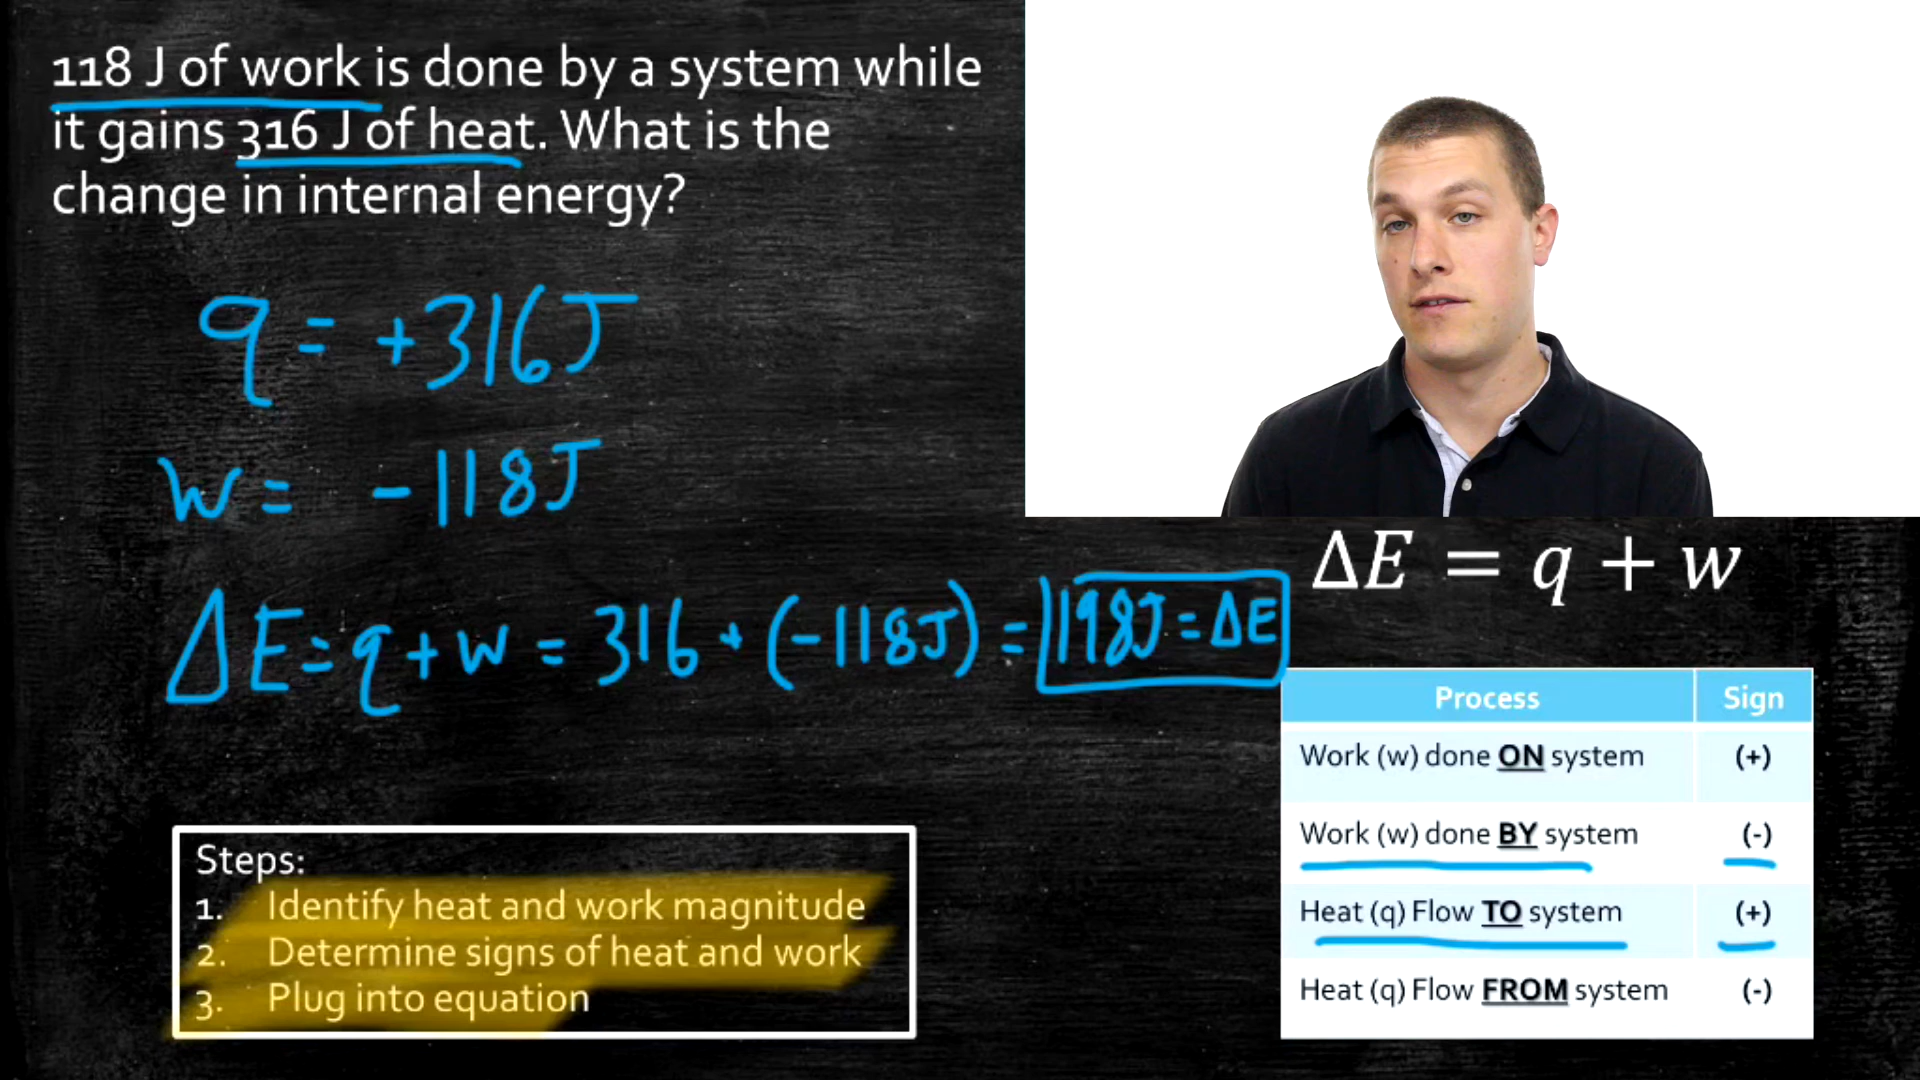 118 J of work is done by a system while
it gains 316 J of heat. What is the
change in internal energy?
q = +316J
w = -118J
ΔE = q + w = 316 + (-118J) = 198J = ΔE
Steps:
1. Identify heat and work magnitude
2. Determine signs of heat and work
3. Plug into equation
ΔE = q + w
Process Sign
Work (w) done ON system (+)
Work (w) done BY system (-)
Heat (q) Flow TO system (+)
Heat (q) Flow FROM system (-)